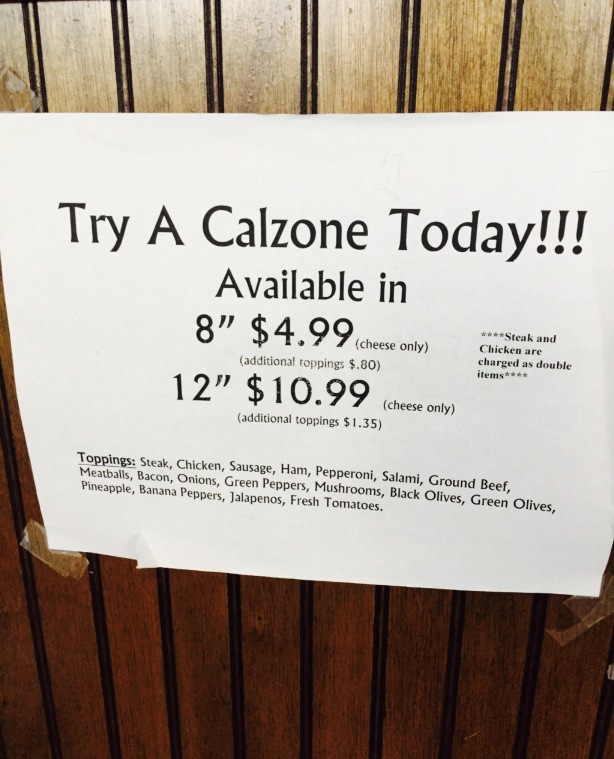 Try A Calzone Today!!!
Available in
8” $4.99 (cheese only)
(additional toppings $.80)
12” $10.99 (cheese only)
(additional toppings $1.35)
****Steak and
Chicken are
charged as double
items****
Toppings: Steak, Chicken, Sausage, Ham, Pepperoni, Salami, Ground Beef,
Meatballs, Bacon, Onions, Green Peppers, Mushrooms, Black Olives, Green Olives,
Pineapple, Banana Peppers, Jalapenos, Fresh Tomatoes.